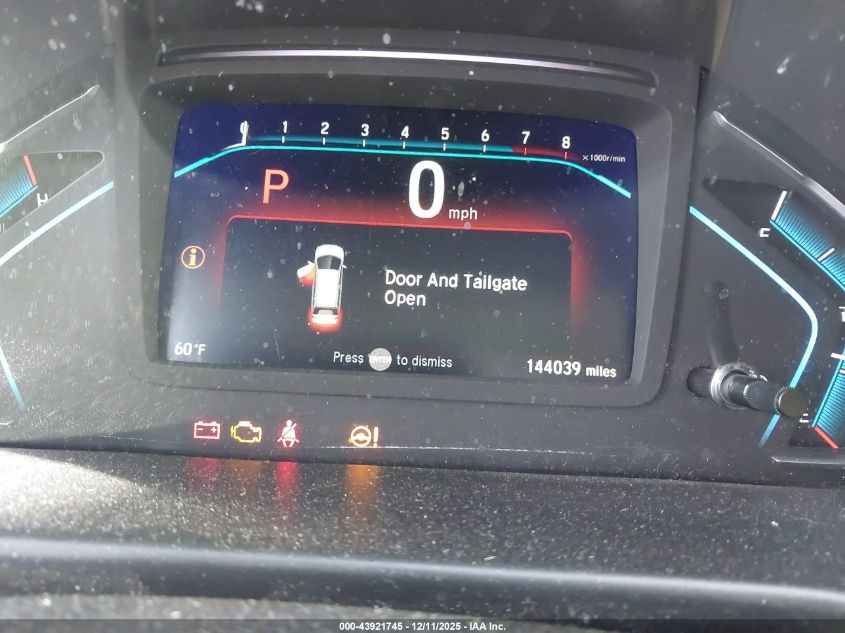 0 1 2 3 4 5 6 7 8
x1000r/min
P 0 mph
H
F
Door And Tailgate
Open
60°F
Press ENTER to dismiss
144039 miles
000-43921745 - 12/11/2025 - IAA Inc.